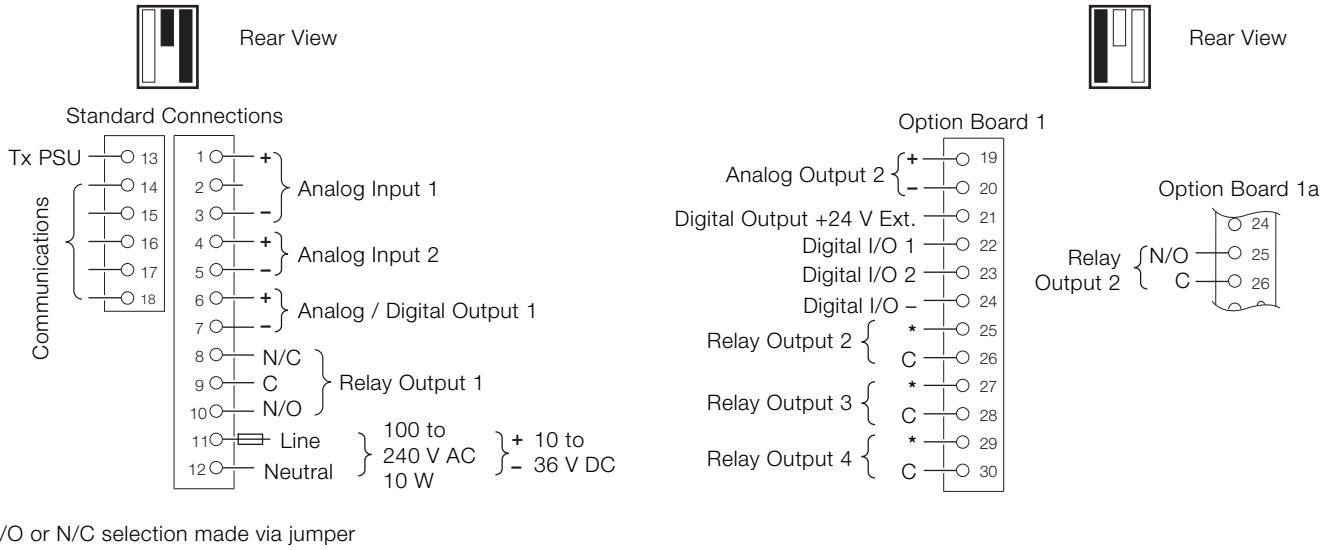 Rear View
Standard Connections
Tx PSU
13
14
15
16
17
18
Communications
1 +
2
3 –
Analog Input 1
4 +
5 –
Analog Input 2
6 +
7 –
Analog / Digital Output 1
8 N/C
9 C
10 N/O
Relay Output 1
11 Line
12 Neutral
100 to
240 V AC
10 W
+ 10 to
– 36 V DC
/O or N/C selection made via jumper
Rear View
Option Board 1
Analog Output 2
+ 19
– 20
Digital Output +24 V Ext. 21
Digital I/O 1 22
Digital I/O 2 23
Digital I/O – 24
Relay Output 2
* 25
C 26
Relay Output 3
* 27
C 28
Relay Output 4
* 29
C 30
Option Board 1a
24
Relay
Output 2
N/O 25
C 26